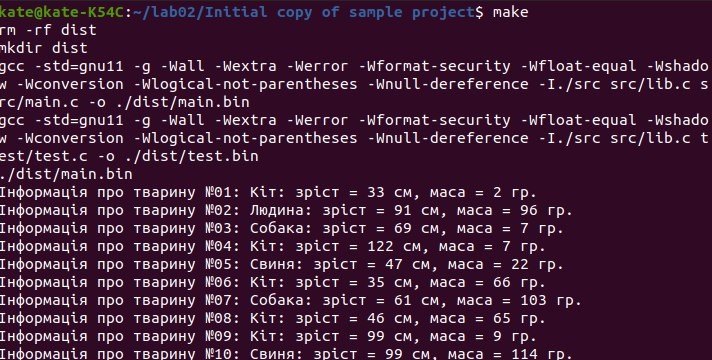 kate@kate-K54C:~/lab02/Initial copy of sample project$ make
rm -rf dist
mkdir dist
gcc -std=gnu11 -g -Wall -Wextra -Werror -Wformat-security -Wfloat-equal -Wshado
w -Wconversion -Wlogical-not-parentheses -Wnull-dereference -I./src src/lib.c s
rc/main.c -o ./dist/main.bin
gcc -std=gnu11 -g -Wall -Wextra -Werror -Wformat-security -Wfloat-equal -Wshado
w -Wconversion -Wlogical-not-parentheses -Wnull-dereference -I./src src/lib.c t
est/test.c -o ./dist/test.bin
./dist/main.bin
Інформація про тварину №01: Кіт: зріст = 33 см, маса = 2 гр.
Інформація про тварину №02: Людина: зріст = 91 см, маса = 96 гр.
Інформація про тварину №03: Собака: зріст = 69 см, маса = 7 гр.
Інформація про тварину №04: Кіт: зріст = 122 см, маса = 7 гр.
Інформація про тварину №05: Свиня: зріст = 47 см, маса = 22 гр.
Інформація про тварину №06: Кіт: зріст = 35 см, маса = 66 гр.
Інформація про тварину №07: Собака: зріст = 61 см, маса = 103 гр.
Інформація про тварину №08: Кіт: зріст = 46 см, маса = 65 гр.
Інформація про тварину №09: Кіт: зріст = 99 см, маса = 9 гр.
Інформація про тварину №10: Свиня: зріст = 99 см, маса = 114 гр.